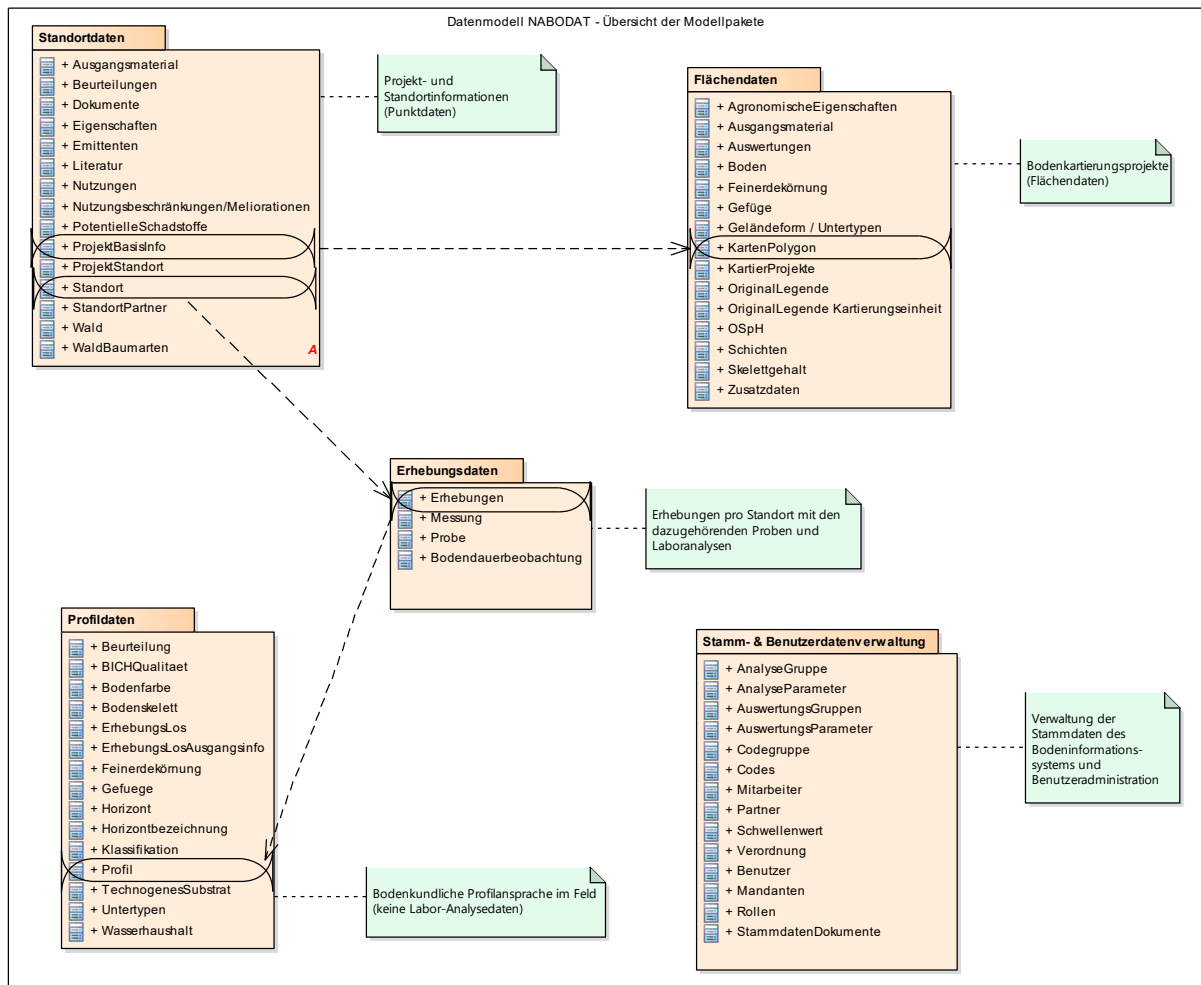 Datenmodell NABODAT - Übersicht der Modellpakete
Standortdaten
+ Ausgangsmaterial
+ Beurteilungen
+ Dokumente
+ Eigenschaften
+ Emittenten
+ Literatur
+ Nutzungen
+ Nutzungsbeschränkungen/Meliorationen
+ PotentielleSchadstoffe
+ ProjektBasisInfo
+ ProjektStandort
+ Standort
+ StandortPartner
+ Wald
+ WaldBaumarten
A
Projekt- und
Standortinformationen
(Punktdaten)
Flächendaten
+ AgronomischeEigenschaften
+ Ausgangsmaterial
+ Auswertungen
+ Boden
+ Feinerdekörnung
+ Gefüge
+ Geländeform / Untertypen
+ KartenPolygon
+ KartierProjekte
+ OriginalLegende
+ OriginalLegende Kartierungseinheit
+ OSpH
+ Schichten
+ Skelettgehalt
+ Zusatzdaten
Bodenkartierungsprojekte
(Flächendaten)
Erhebungsdaten
+ Erhebungen
+ Messung
+ Probe
+ Bodendauerbeobachtung
Erhebungen pro Standort mit den
dazugehörenden Proben und
Laboranalysen
Profildaten
+ Beurteilung
+ BICHQualitaet
+ Bodenfarbe
+ Bodenskelett
+ ErhebungsLos
+ ErhebungsLosAusgangsinfo
+ Feinerdekörnung
+ Gefuege
+ Horizont
+ Horizontbezeichnung
+ Klassifikation
+ Profil
+ TechnogenesSubstrat
+ Untertypen
+ Wasserhaushalt
Bodenkundliche Profilansprache im Feld
(keine Labor-Analysedaten)
Stamm- & Benutzerdatenverwaltung
+ AnalyseGruppe
+ AnalyseParameter
+ AuswertungsGruppen
+ AuswertungsParameter
+ Codegruppe
+ Codes
+ Mitarbeiter
+ Partner
+ Schwellenwert
+ Verordnung
+ Benutzer
+ Mandanten
+ Rollen
+ StammdatenDokumente
Verwaltung der
Stammdaten des
Bodeninformations-
systems und
Benutzeradministration